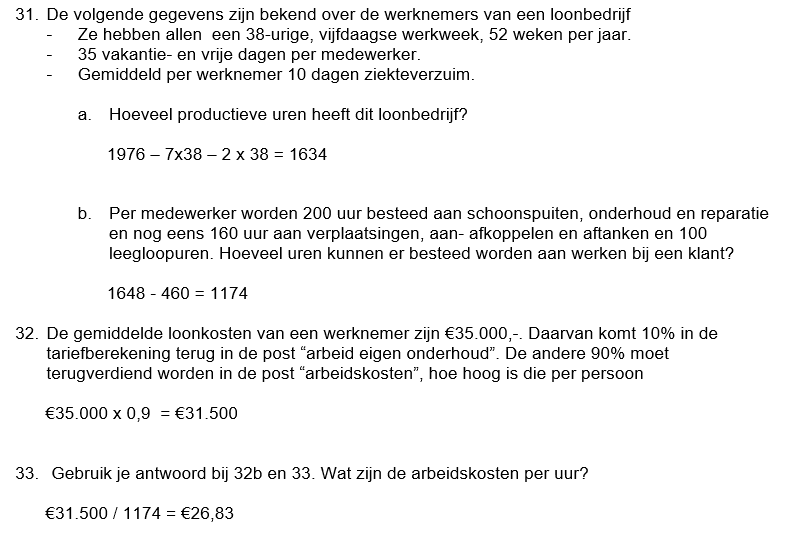 31. De volgende gegevens zijn bekend over de werknemers van een loonbedrijf
- Ze hebben allen een 38-urige, vijfdaagse werkweek, 52 weken per jaar.
- 35 vakantie- en vrije dagen per medewerker.
- Gemiddeld per werknemer 10 dagen ziekteverzuim.
a. Hoeveel productieve uren heeft dit loonbedrijf?
1976 – 7x38 – 2 x 38 = 1634
b. Per medewerker worden 200 uur besteed aan schoonspuiten, onderhoud en reparatie
en nog eens 160 uur aan verplaatsingen, aan- afkoppelen en aftanken en 100
leegloopuren. Hoeveel uren kunnen er besteed worden aan werken bij een klant?
1648 - 460 = 1174
32. De gemiddelde loonkosten van een werknemer zijn €35.000,-. Daarvan komt 10% in de
tariefberekening terug in de post “arbeid eigen onderhoud”. De andere 90% moet
terugverdiend worden in de post “arbeidskosten”, hoe hoog is die per persoon
€35.000 x 0,9 = €31.500
33. Gebruik je antwoord bij 32b en 33. Wat zijn de arbeidskosten per uur?
€31.500 / 1174 = €26,83